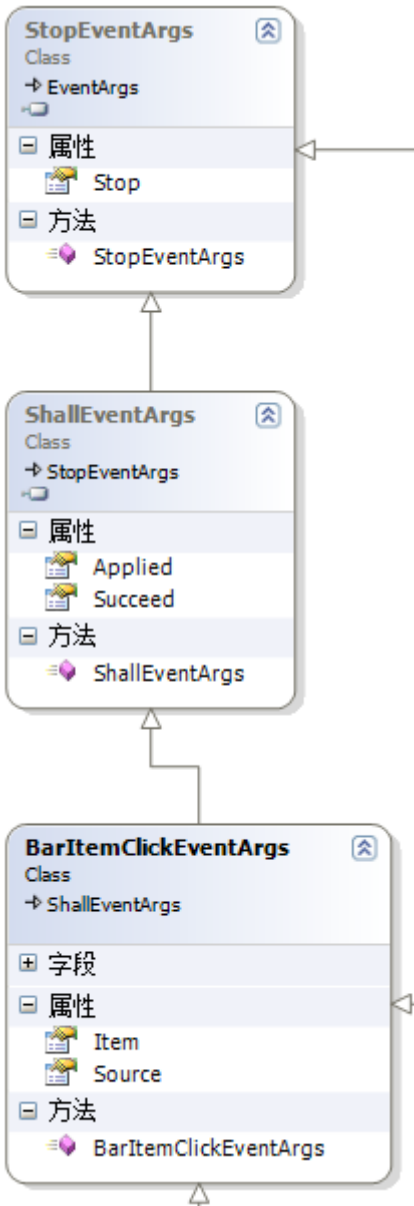 StopEventArgs
Class
EventArgs
属性
Stop
方法
StopEventArgs
ShallEventArgs
Class
StopEventArgs
属性
Applied
Succeed
方法
ShallEventArgs
BarItemClickEventArgs
Class
ShallEventArgs
字段
属性
Item
Source
方法
BarItemClickEventArgs